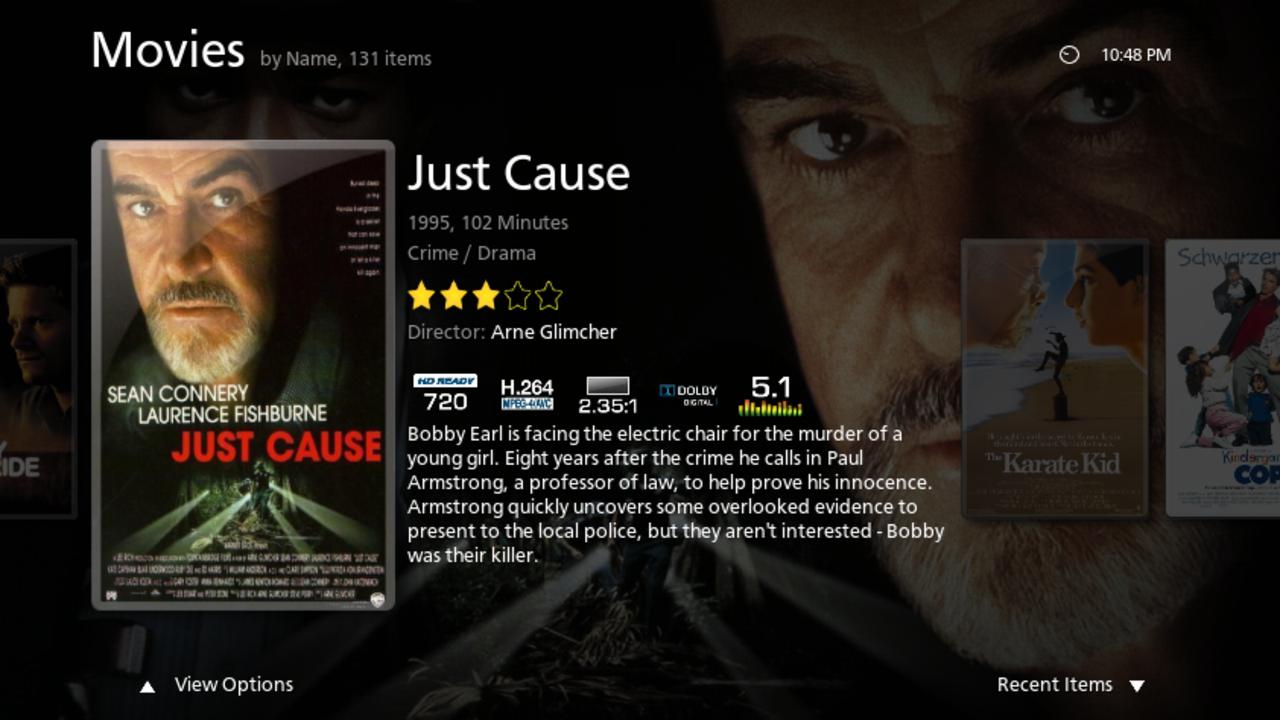 Movies by Name, 131 items
10:48 PM
Just Cause
1995, 102 Minutes
Crime / Drama
Director: Arne Glimcher
HD READY
720
H.264
MPEG-4/AVC
2.35:1
DOLBY
DIGITAL
5.1
Bobby Earl is facing the electric chair for the murder of a
young girl. Eight years after the crime he calls in Paul
Armstrong, a professor of law, to help prove his innocence.
Armstrong quickly uncovers some overlooked evidence to
present to the local police, but they aren't interested - Bobby
was their killer.
SEAN CONNERY
LAURENCE FISHBURNE
JUST CAUSE
IDE
The Karate Kid
Schwarzen
Kindergar
COP
View Options
Recent Items